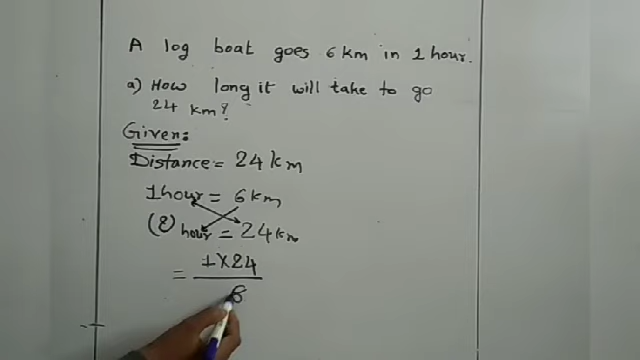 A log boat goes 6 km in 1 hour.
a) How long it will take to go
24 km?
Given:
Distance = 24 km
1 hour = 6 km
(?) hour = 24 km
= 1 × 24
6